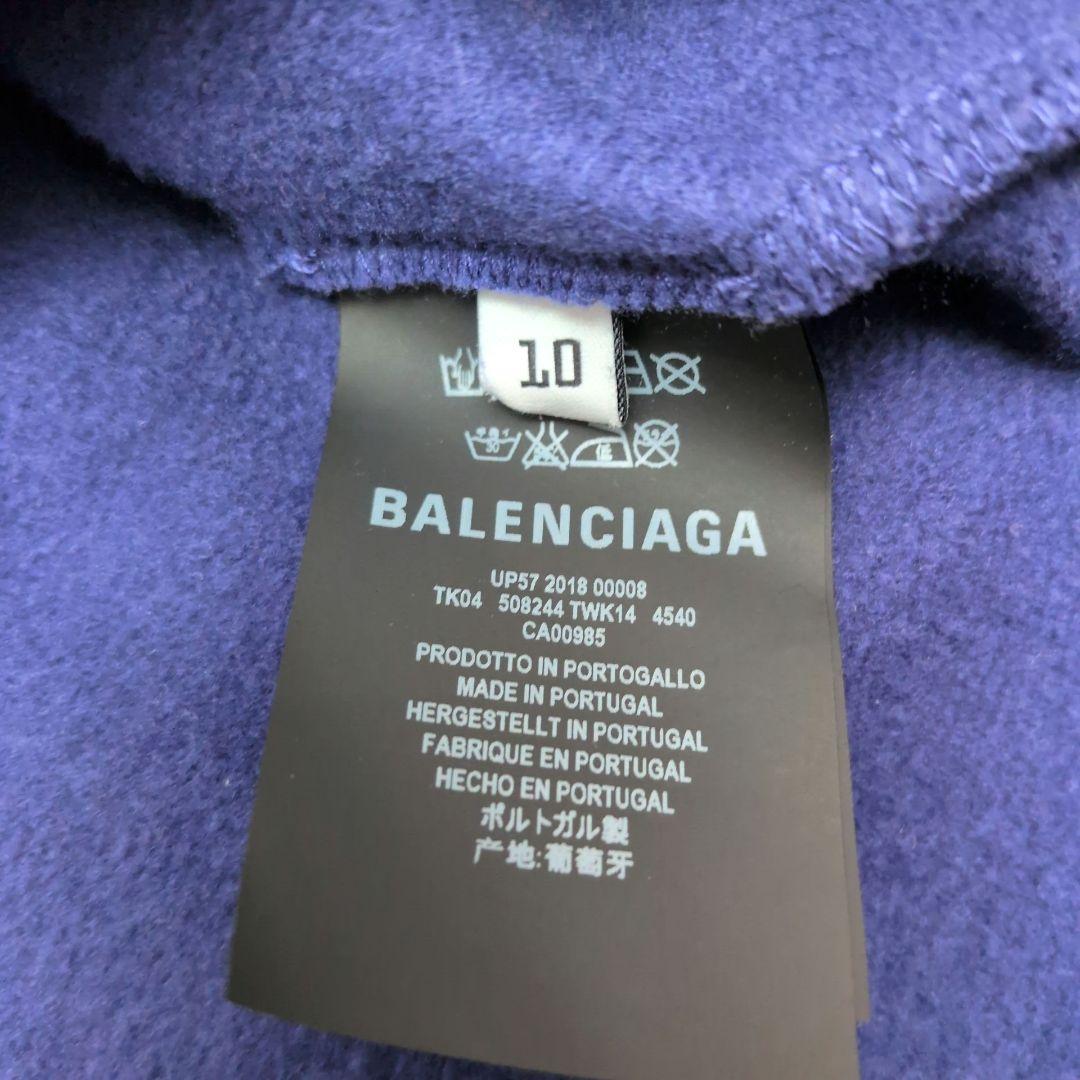 10
BALENCIAGA
UP57 2018 00008
TK04 508244 TWK14 4540
CA00985
PRODOTTO IN PORTOGALLO
MADE IN PORTUGAL
HERGESTELLT IN PORTUGAL
FABRIQUE EN PORTUGAL
HECHO EN PORTUGAL
ポルトガル製
产地:葡萄牙